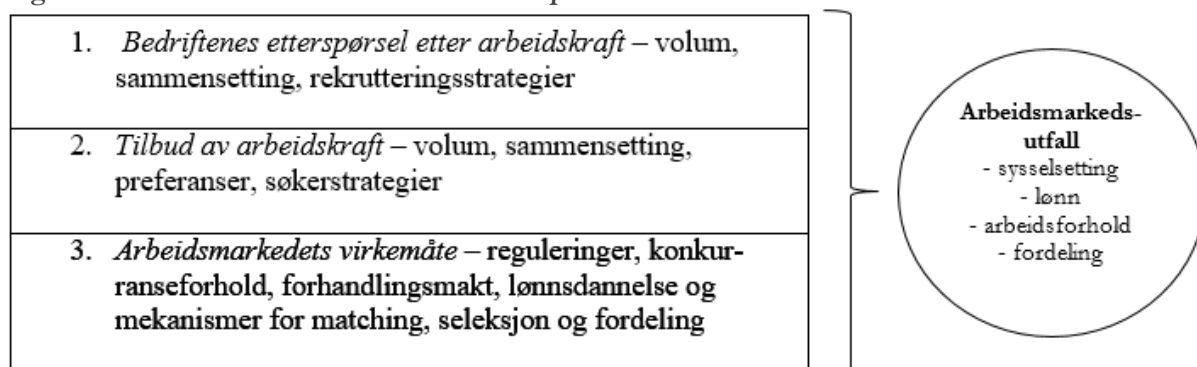 1. Bedriftenes etterspørsel etter arbeidskraft – volum,
sammensetting, rekrutteringsstrategier
2. Tilbud av arbeidskraft – volum, sammensetting,
preferanser, søkerstrategier
3. Arbeidsmarkedets virkemåte – reguleringer, konkur-
ranseforhold, forhandlingsmakt, lønnsdannelse og
mekanismer for matching, seleksjon og fordeling
Arbeidsmarkeds-
utfall
- sysselsetting
- lønn
- arbeidsforhold
- fordeling